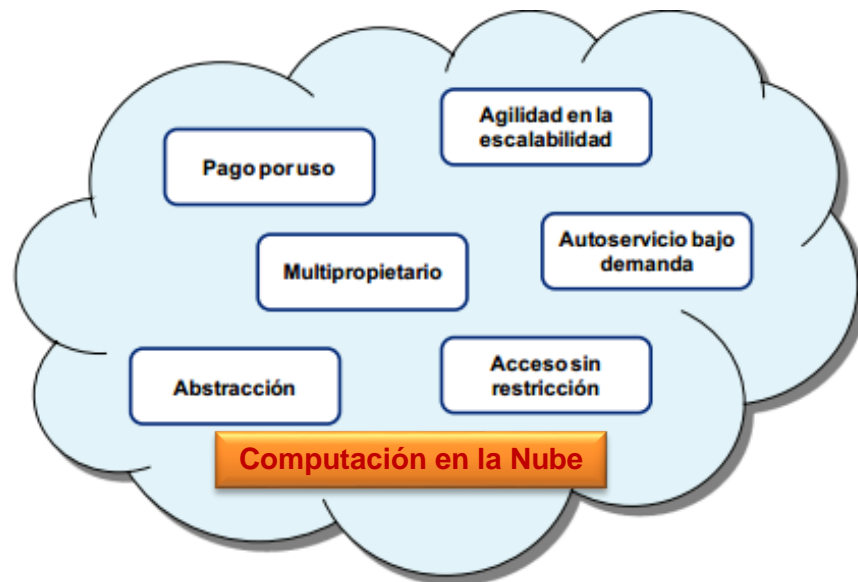 Agilidad en la
escalabilidad
Pago por uso
Autoservicio bajo
demanda
Multipropietario
Acceso sin
restricción
Abstracción
Computación en la Nube